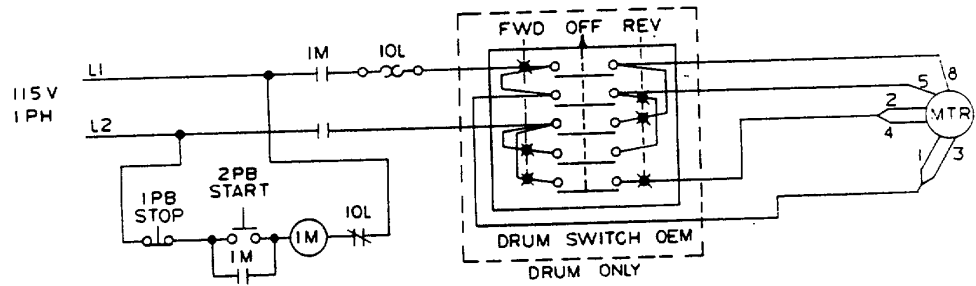 FWD OFF REV
1M
1OL
L1
115V
1 PH
L2
8
5
2
MTR
4
1
3
1PB
STOP
2PB
START
1M
1OL
1M
DRUM SWITCH OEM
DRUM ONLY